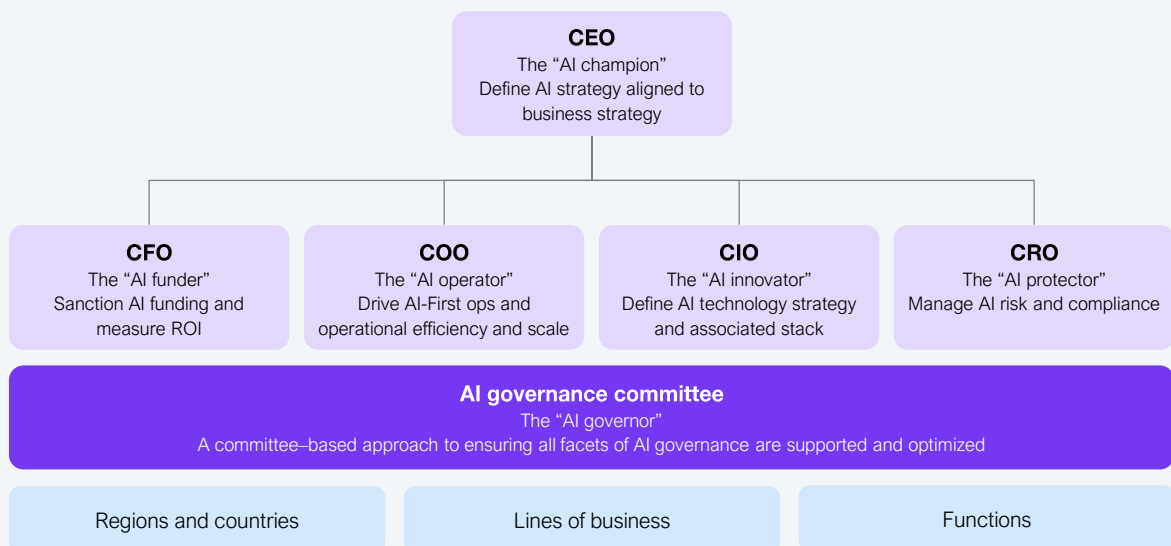 CEO
The “AI champion”
Define AI strategy aligned to
business strategy
CFO
The “AI funder”
Sanction AI funding and
measure ROI
COO
The “AI operator”
Drive AI-First ops and
operational efficiency and scale
CIO
The “AI innovator”
Define AI technology strategy
and associated stack
CRO
The “AI protector”
Manage AI risk and compliance
AI governance committee
The “AI governor”
A committee–based approach to ensuring all facets of AI governance are supported and optimized
Regions and countries
Lines of business
Functions